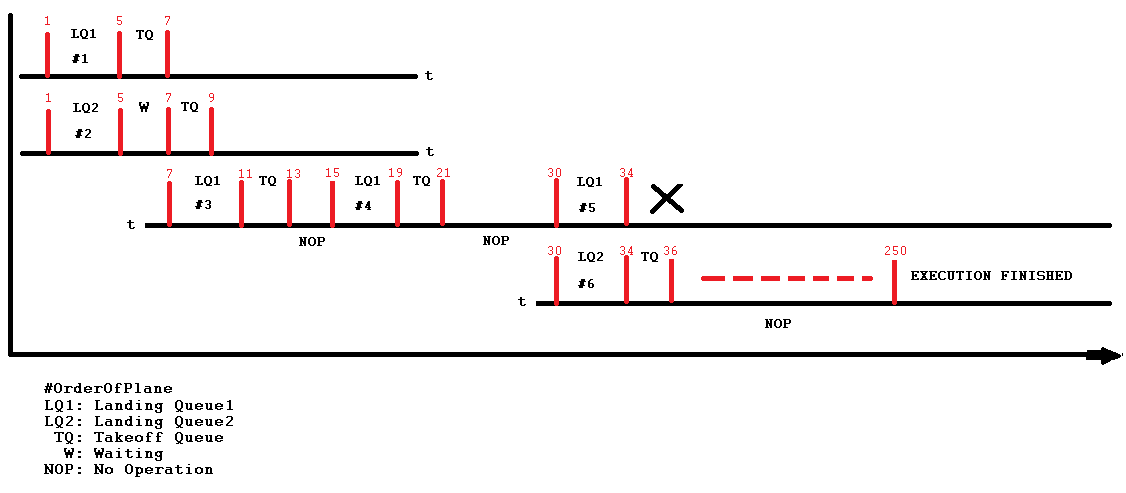 1 LQ1 5 TQ 7
#1
t
1 LQ2 5 W 7 TQ 9
#2
t
7 LQ1 11 TQ 13 15 LQ1 19 TQ 21 30 LQ1 34
#3 #4 #5
t
NOP NOP
30 LQ2 34 TQ 36 250 EXECUTION FINISHED
#6
t
NOP
#OrderOfPlane
LQ1: Landing Queue1
LQ2: Landing Queue2
TQ: Takeoff Queue
W: Waiting
NOP: No Operation